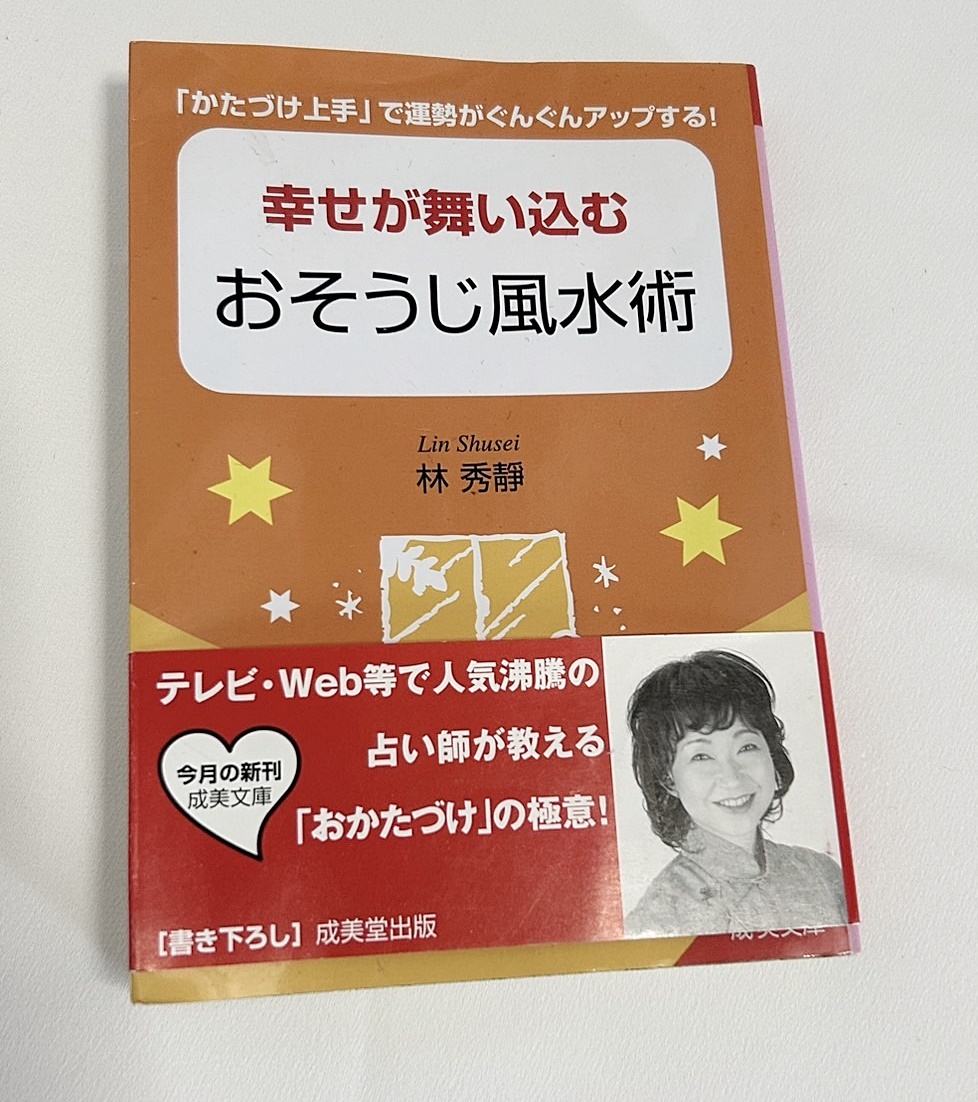 「かたづけ上手」で運勢がぐんぐんアップする!
幸せが舞い込む
おそうじ風水術
Lin Shusei
林 秀靜
テレビ・Web等で人気沸騰の
占い師が教える
「おかたづけ」の極意!
今月の新刊
成美文庫
[書き下ろし] 成美堂出版
成美文庫